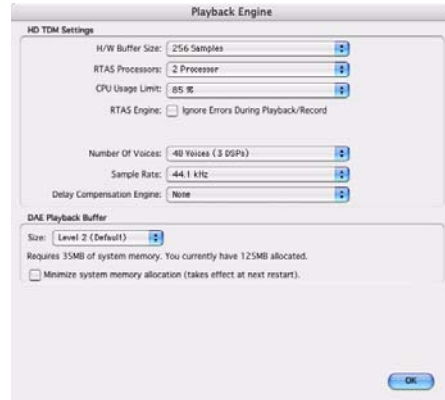 Playback Engine
HD TDM Settings
H/W Buffer Size: 256 Samples
RTAS Processors: 2 Processor
CPU Usage Limit: 85 %
RTAS Engine: Ignore Errors During Playback/Record
Number Of Voices: 48 Voices (3 DSPs)
Sample Rate: 44.1 kHz
Delay Compensation Engine: None
DAE Playback Buffer
Size: Level 2 (Default)
Requires 35MB of system memory. You currently have 125MB allocated.
Minimize system memory allocation (takes effect at next restart).
OK